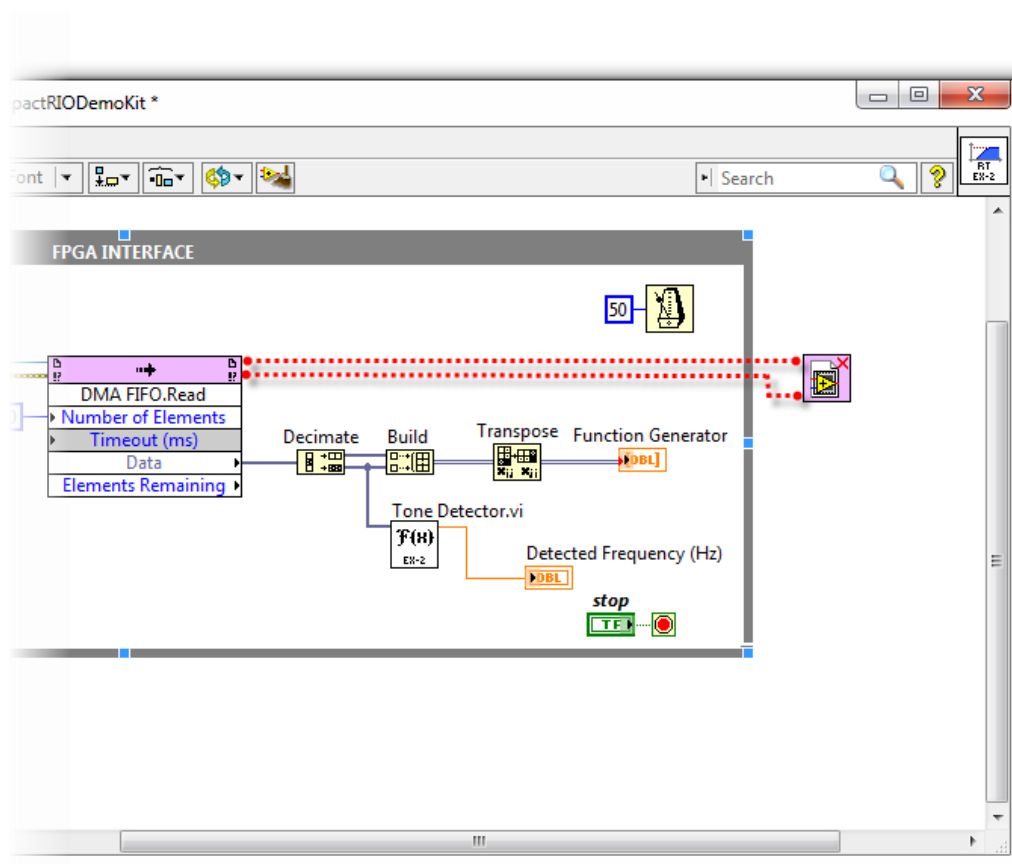 pactRIODemoKit *
Font
Search
RT
EX-2
FPGA INTERFACE
50
DMA FIFO.Read
Number of Elements
Timeout (ms)
Data
Elements Remaining
Decimate
Build
Transpose
Function Generator
DBL]
Tone Detector.vi
F(x)
EX-2
Detected Frequency (Hz)
DBL
stop
TF